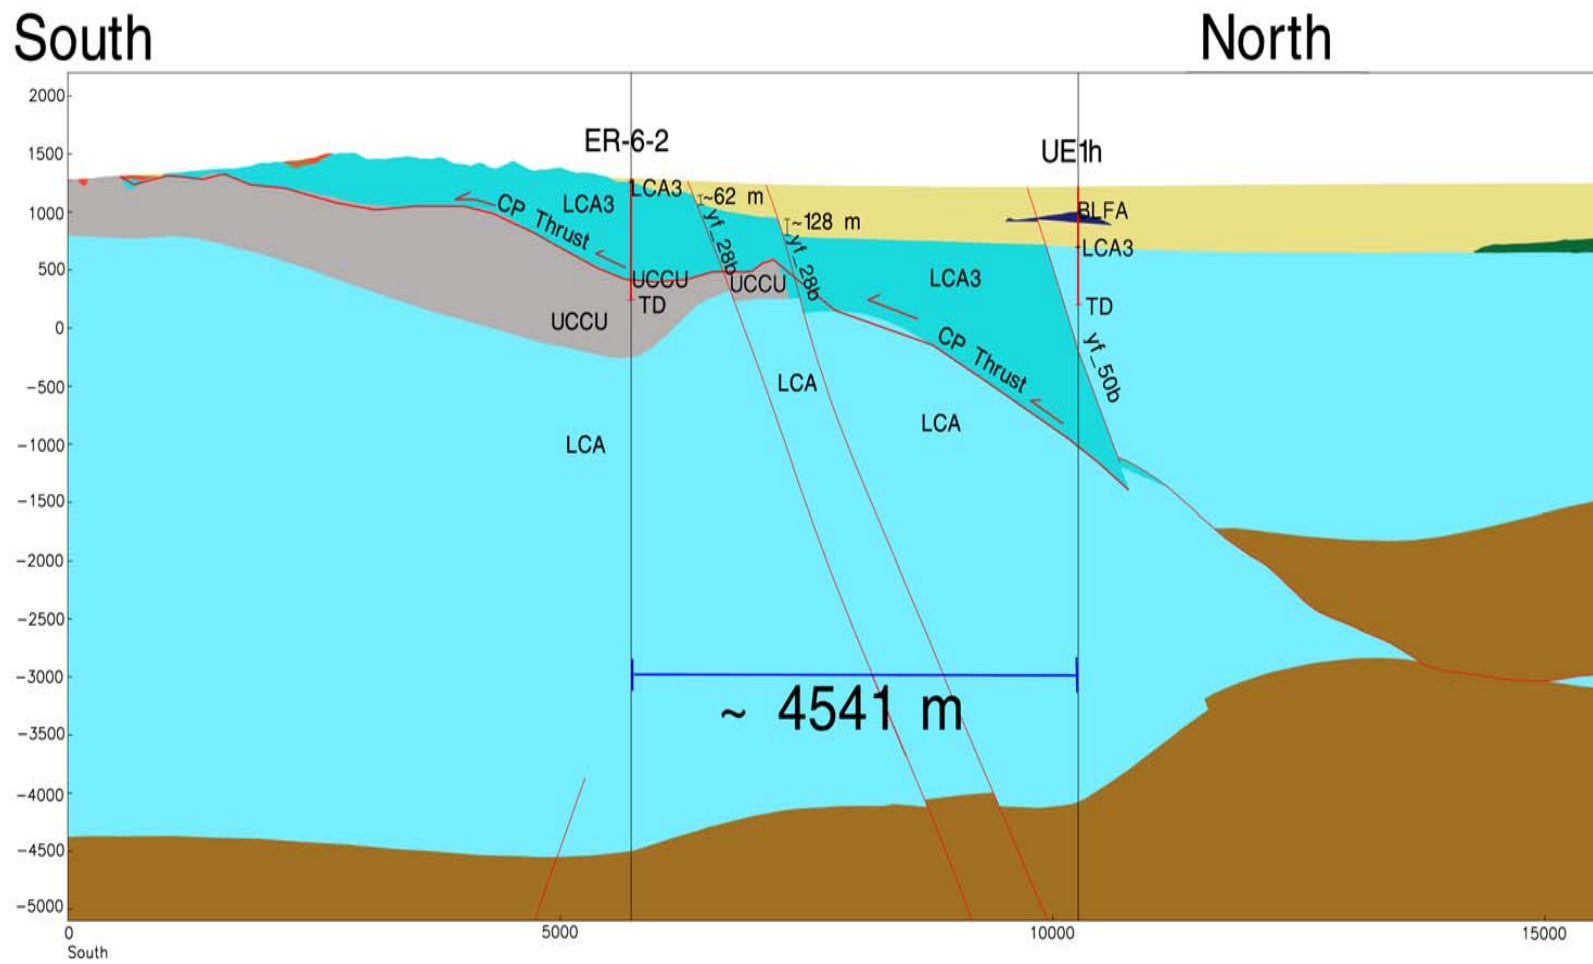 South
North
2000
1500
1000
500
0
−500
−1000
−1500
−2000
−2500
−3000
−3500
−4000
−4500
−5000
ER-6-2
UE1h
LCA3
LCA3
~62 m
BLFA
CP Thrust
yf_28b
~128 m
yf_28b
LCA3
UCCU
UCCU
TD
LCA3
TD
UCCU
CP Thrust
yf_50b
LCA
LCA
LCA
~ 4541 m
0
5000
10000
15000
South